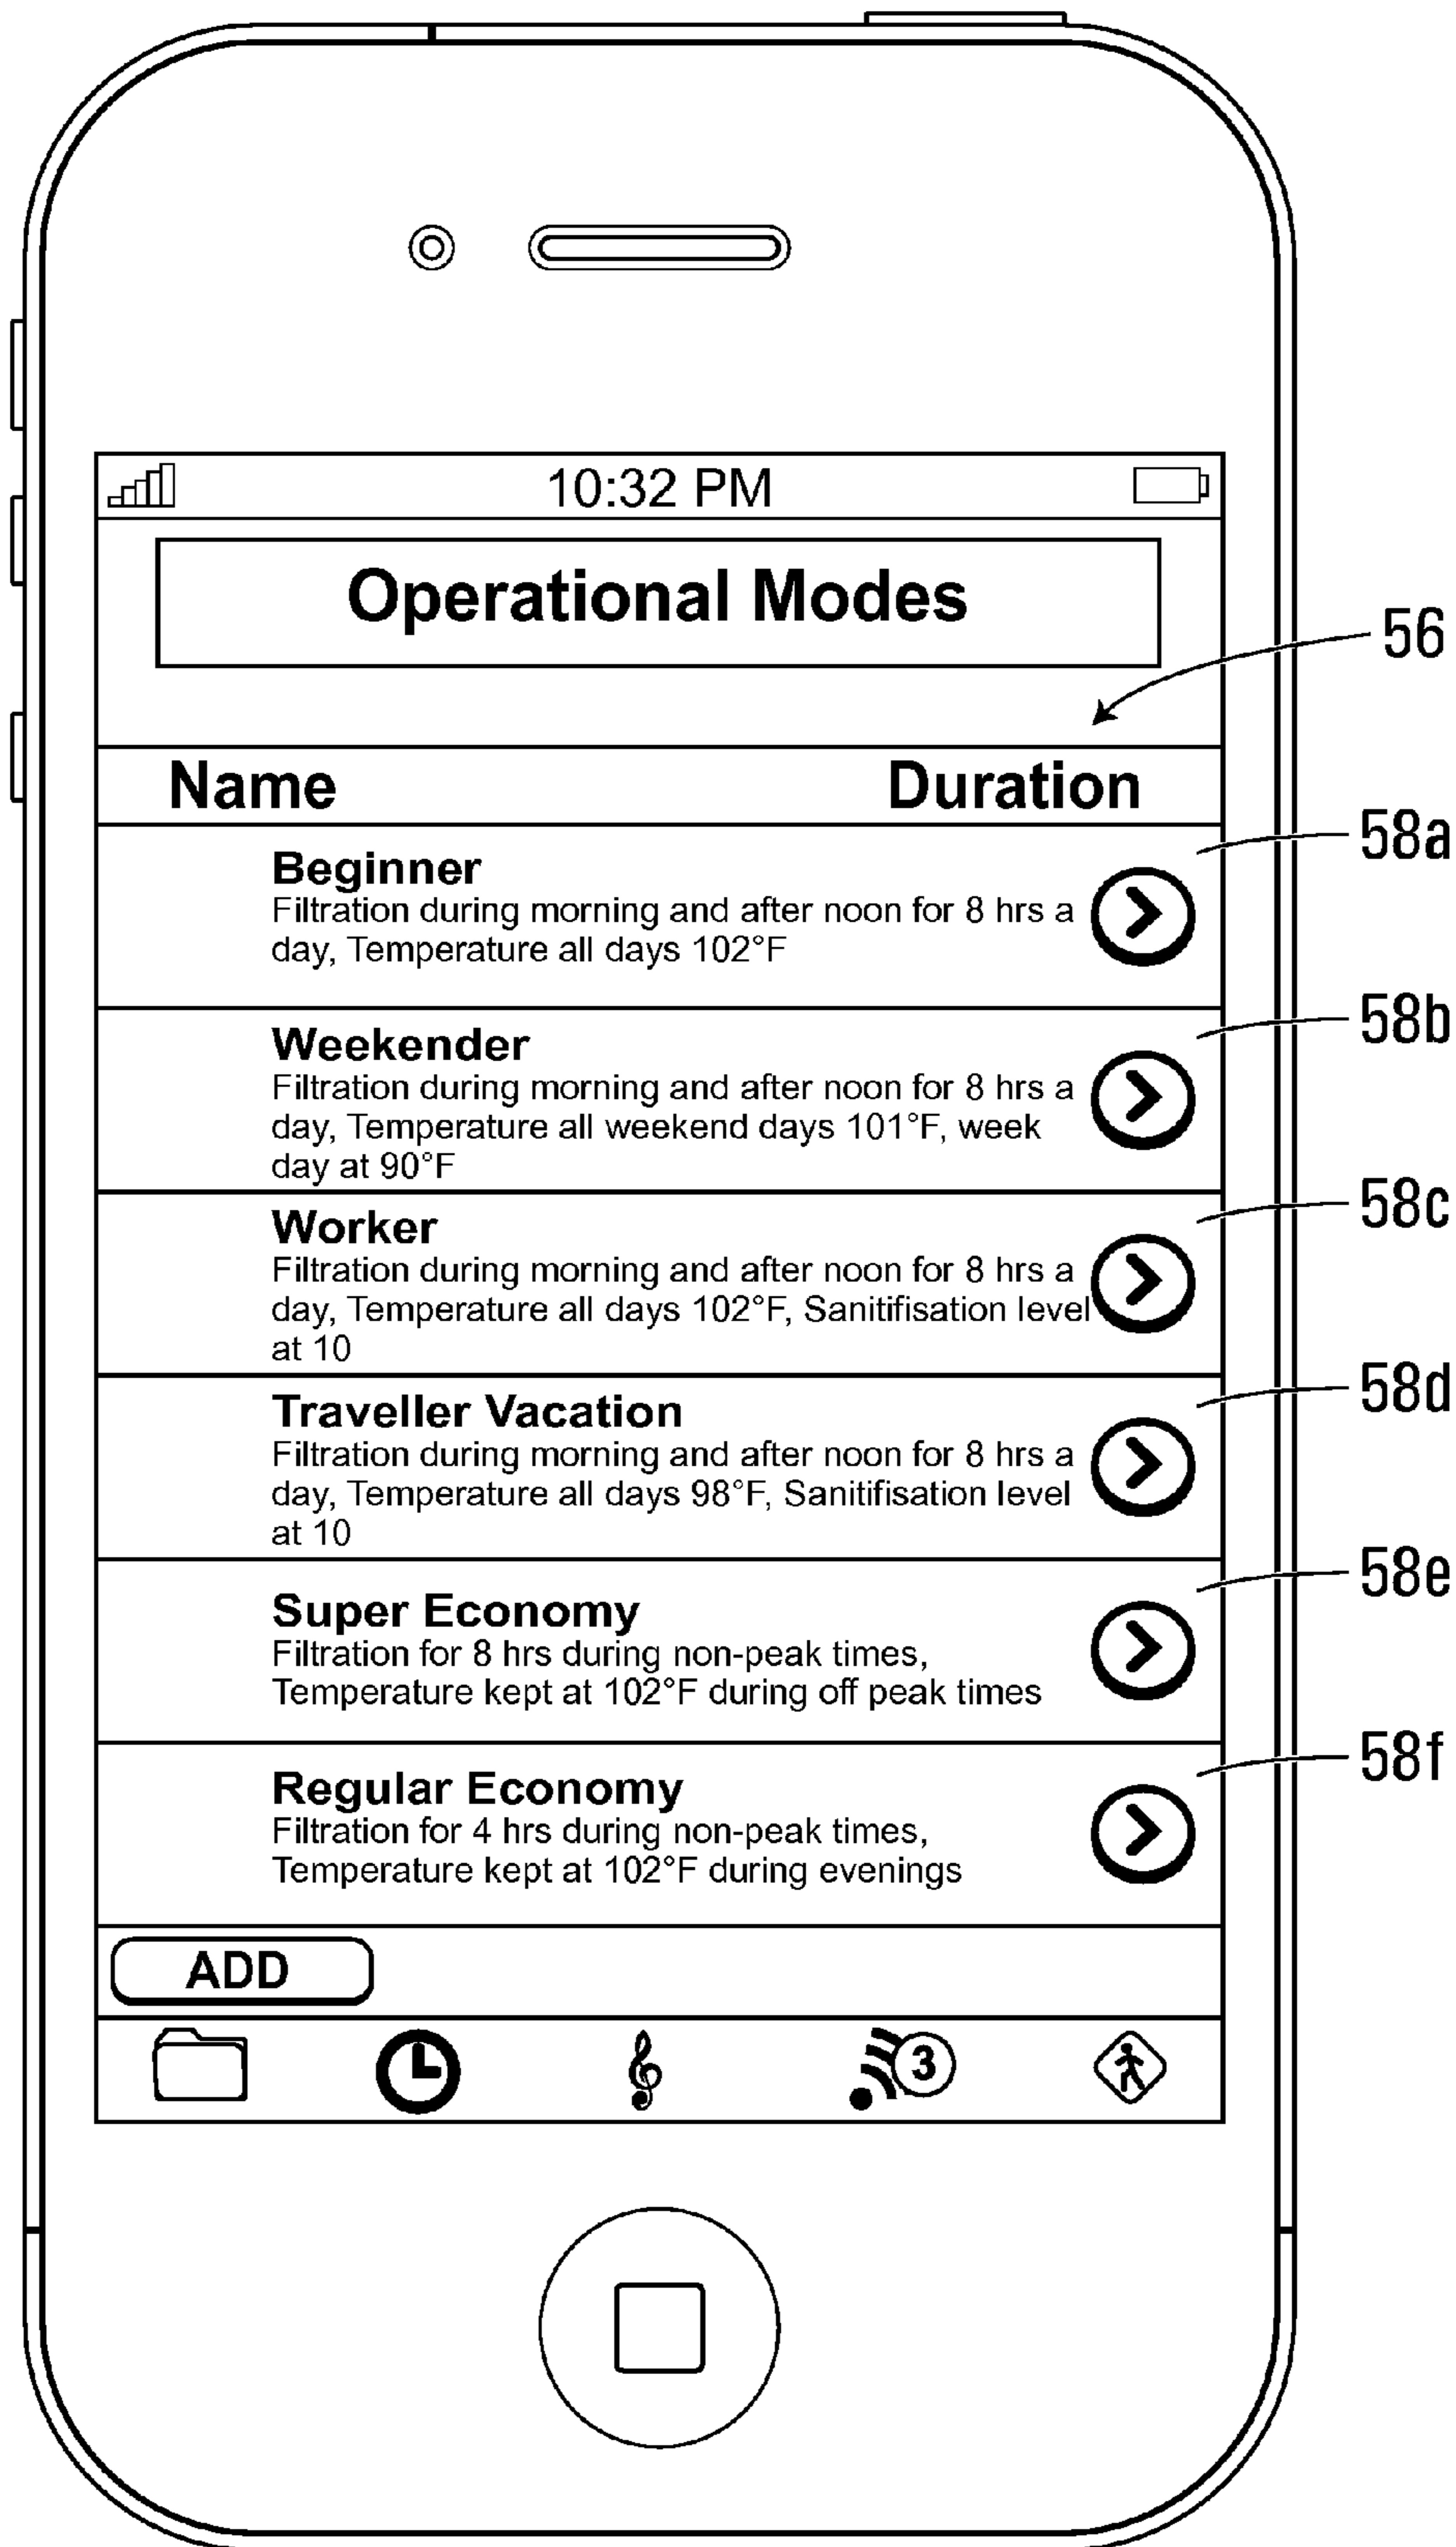 10:32 PM
Operational Modes
56
Name Duration
58a
Beginner
Filtration during morning and after noon for 8 hrs a
day, Temperature all days 102°F
58b
Weekender
Filtration during morning and after noon for 8 hrs a
day, Temperature all weekend days 101°F, week
day at 90°F
58c
Worker
Filtration during morning and after noon for 8 hrs a
day, Temperature all days 102°F, Sanitifisation level
at 10
58d
Traveller Vacation
Filtration during morning and after noon for 8 hrs a
day, Temperature all days 98°F, Sanitifisation level
at 10
58e
Super Economy
Filtration for 8 hrs during non-peak times,
Temperature kept at 102°F during off peak times
58f
Regular Economy
Filtration for 4 hrs during non-peak times,
Temperature kept at 102°F during evenings
ADD
3